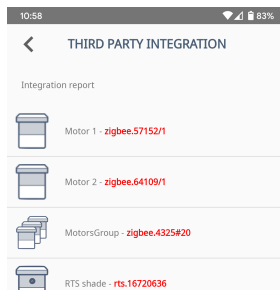 10:58
83%
THIRD PARTY INTEGRATION
Integration report
Motor 1 - zigbee.57152/1
Motor 2 - zigbee.64109/1
MotorsGroup - zigbee.4325#20
RTS shade - rts.16720636